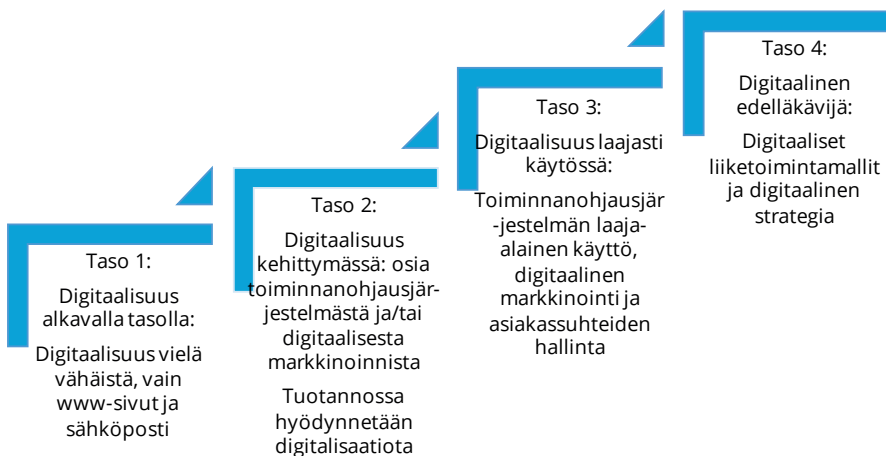 Taso 1:
Digitaalisuus
alkavalla tasolla:
Digitaalisuus vielä
vähäistä, vain
www-sivut ja
sähköposti
Taso 2:
Digitaalisuus
kehittymässä: osia
toiminnanohjausjär-
jestelmästä ja/tai
digitaalisesta
markkinoinnista
Tuotannossa
hyödynnetään
digitalisaatiota
Taso 3:
Digitaalisuus laajasti
käytössä:
Toiminnanohjausjär
-jestelmän laaja-
alainen käyttö,
digitaalinen
markkinointi ja
asiakassuhteiden
hallinta
Taso 4:
Digitaalinen
edelläkävijä:
Digitaaliset
liiketoimintamallit
ja digitaalinen
strategia